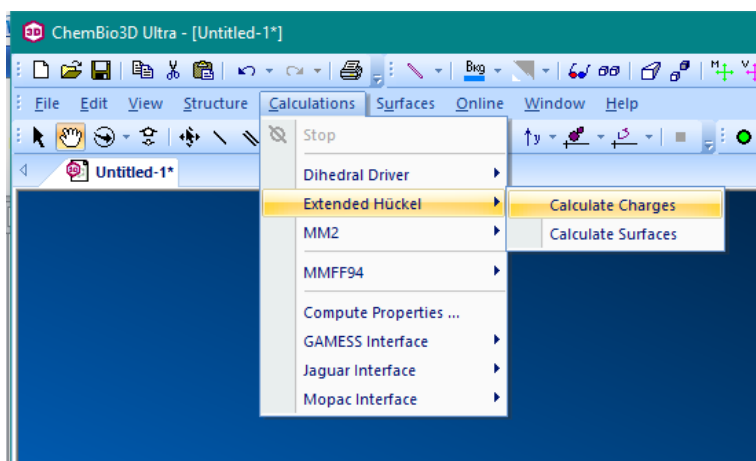 ChemBio3D Ultra - [Untitled-1*]
Bkg
File Edit View Structure Calculations Surfaces Online Window Help
Untitled-1*
Stop
Dihedral Driver
Extended Hückel
Calculate Charges
MM2
Calculate Surfaces
MMFF94
Compute Properties ...
GAMESS Interface
Jaguar Interface
Mopac Interface